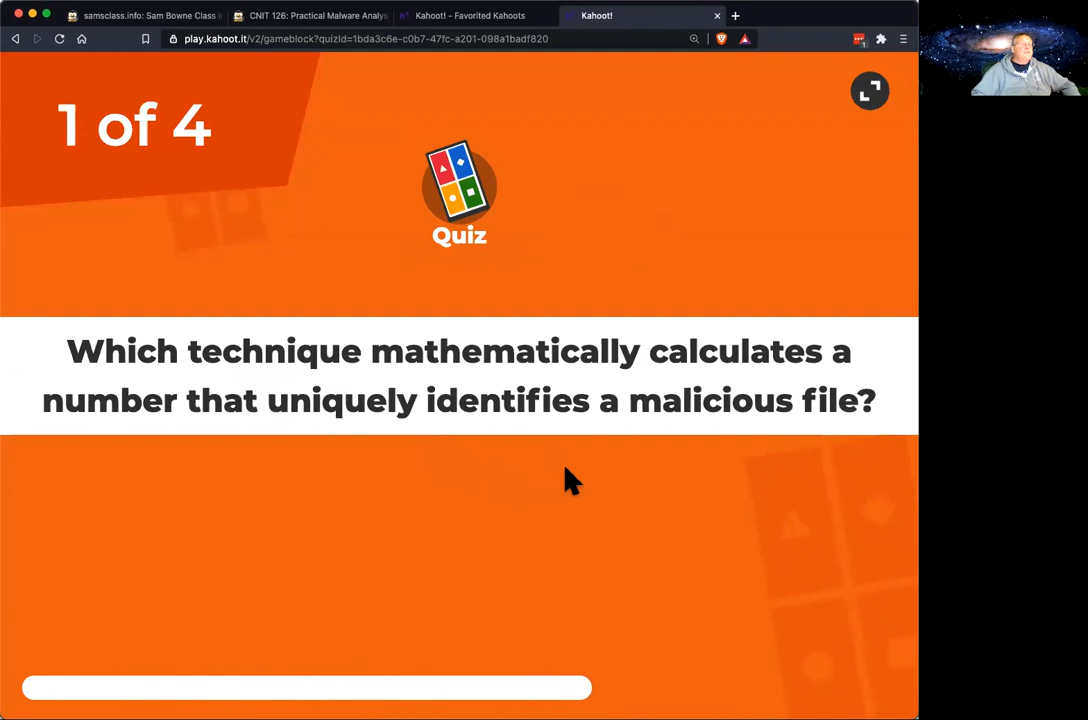 samsclass.info: Sam Bowne Class i
CNIT 126: Practical Malware Analys
Kahoot! - Favorited Kahoots
Kahoot!
play.kahoot.it/v2/gameblock?quizId=1bda3c6e-c0b7-47fc-a201-098a1badf820
1
1 of 4
Quiz
Which technique mathematically calculates a
number that uniquely identifies a malicious file?